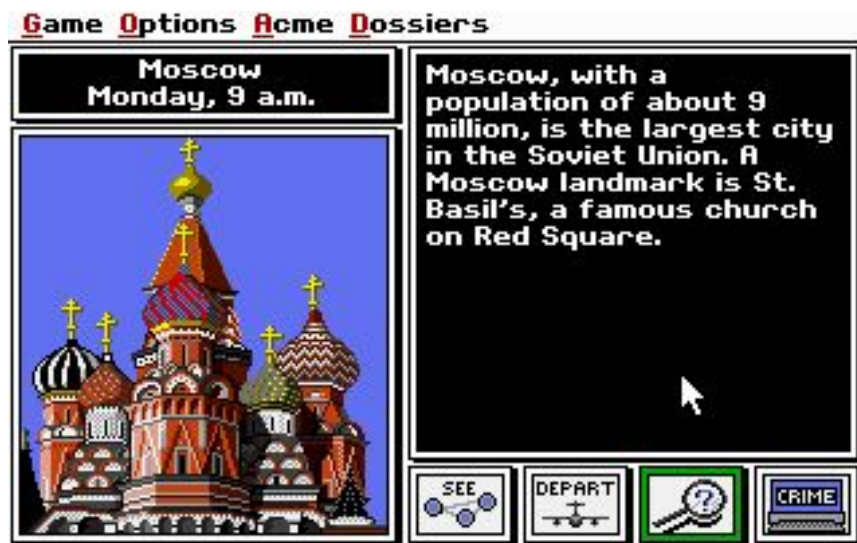 Game Options Acme Dossiers
Moscow
Monday, 9 a.m.
Moscow, with a
population of about 9
million, is the largest city
in the Soviet Union. A
Moscow landmark is St.
Basil's, a famous church
on Red Square.
SEE
DEPART
?
CRIME